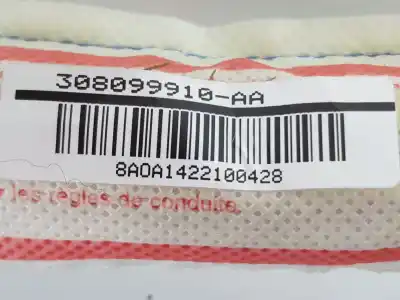 308099910-AA
8A0A1422100428
les règles de conduite.